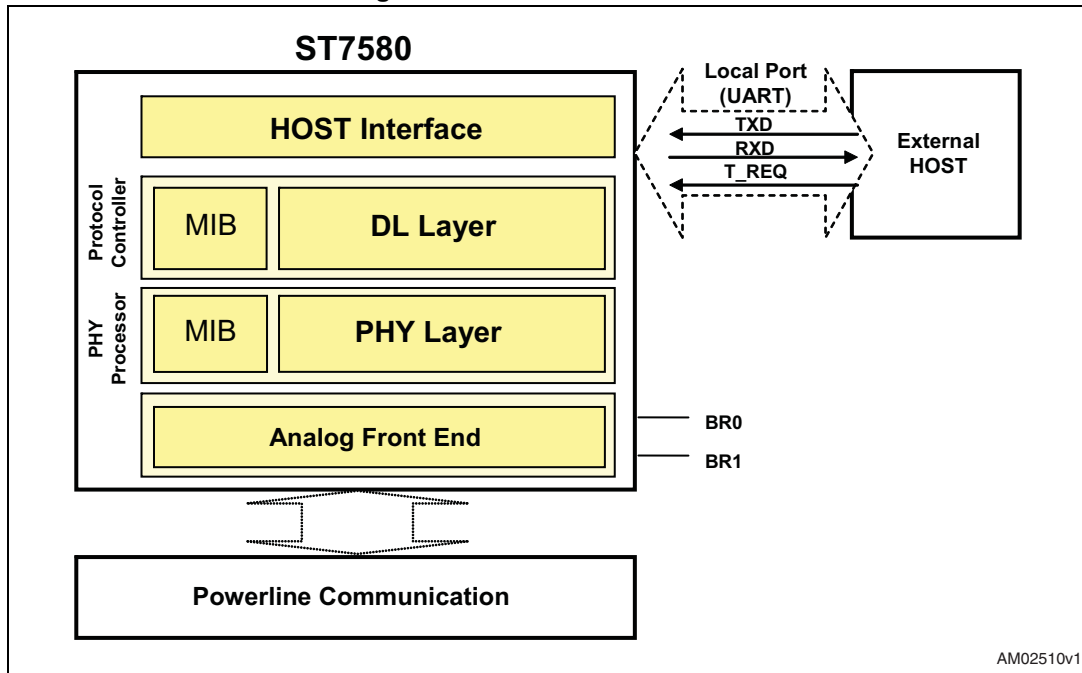 ST7580
HOST Interface
Protocol
Controller
MIB
DL Layer
PHY
Processor
MIB
PHY Layer
Analog Front End
Local Port
(UART)
TXD
RXD
T_REQ
External
HOST
BR0
BR1
Powerline Communication
AM02510v1